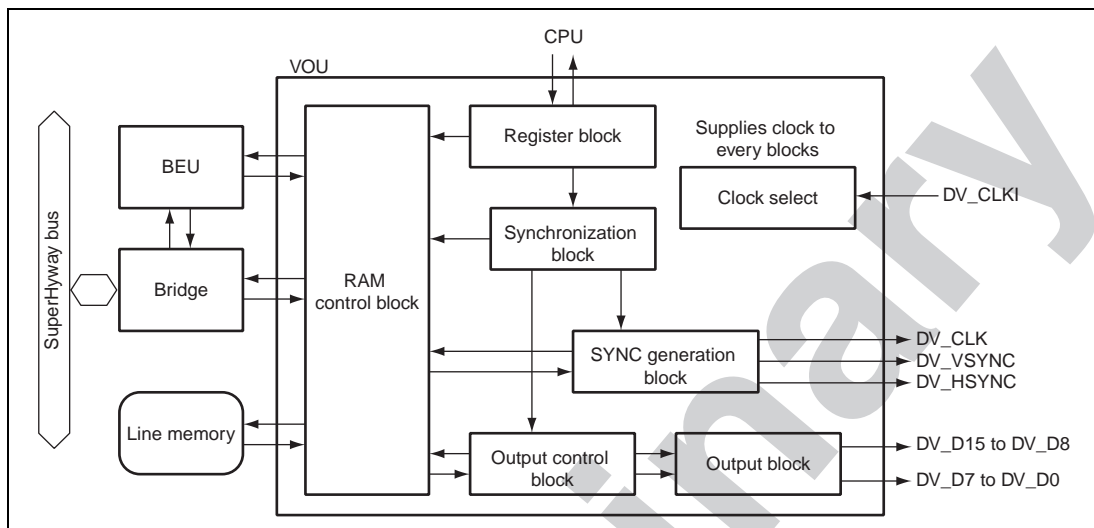 CPU
VOU
SuperHyway bus
BEU
Bridge
Line memory
RAM
control block
Register block
Supplies clock to
every blocks
Clock select
DV_CLKI
Synchronization
block
SYNC generation
block
DV_CLK
DV_VSYNC
DV_HSYNC
Output control
block
Output block
DV_D15 to DV_D8
DV_D7 to DV_D0